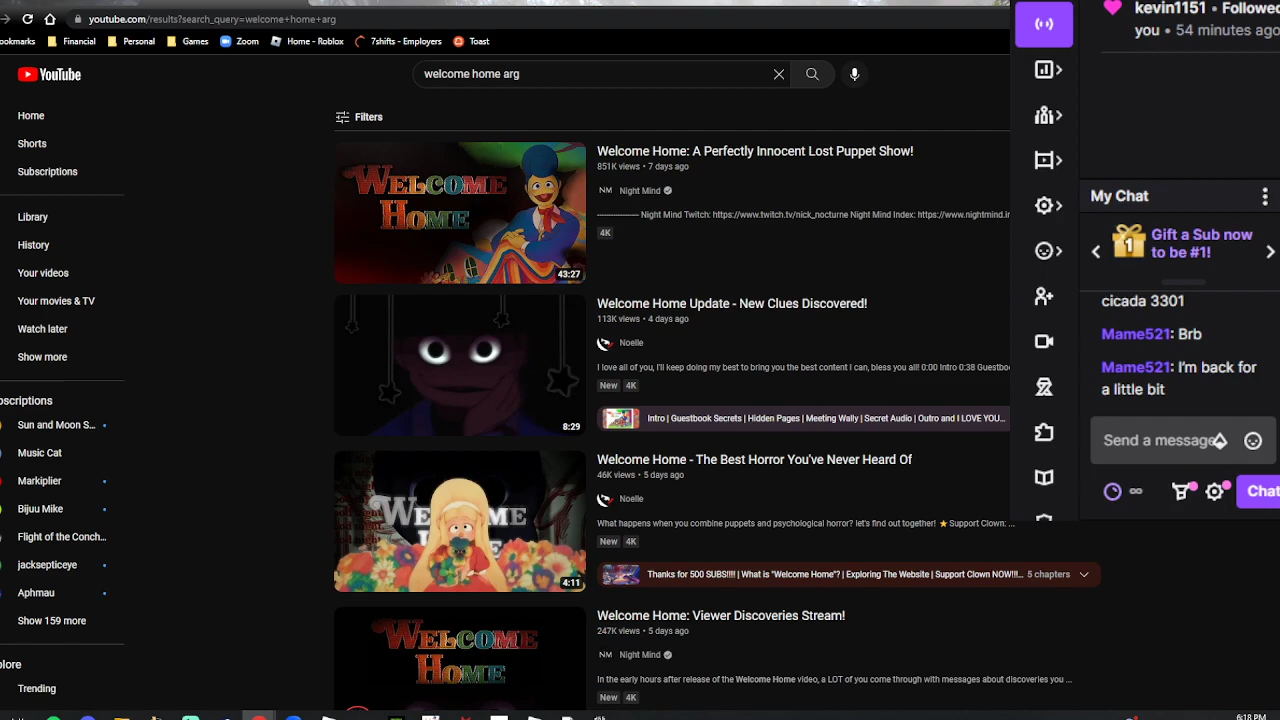 youtube.com/results?search_query=welcome+home+arg
ookmarks Financial Personal Games Zoom Home - Roblox 7shifts - Employers Toast
YouTube
welcome home arg
Home
Shorts
Subscriptions
Library
History
Your videos
Your movies & TV
Watch later
Show more
bscriptions
Sun and Moon S...
Music Cat
Markiplier
Bijuu Mike
Flight of the Conch...
jacksepticeye
Aphmau
Show 159 more
plore
Trending
Filters
WELCOME
HOME
43:27
Welcome Home: A Perfectly Innocent Lost Puppet Show!
851K views • 7 days ago
NM Night Mind
------------------- Night Mind Twitch: https://www.twitch.tv/nick_nocturne Night Mind Index: https://www.nightmind.in
4K
8:29
Welcome Home Update - New Clues Discovered!
113K views • 4 days ago
Noelle
I love all of you, I'll keep doing my best to bring you the best content I can, bless you all! 0:00 Intro 0:38 Guestboo
New 4K
Intro | Guestbook Secrets | Hidden Pages | Meeting Wally | Secret Audio | Outro and I LOVE YOU...
WELCOME
4:11
Welcome Home - The Best Horror You've Never Heard Of
46K views • 5 days ago
Noelle
What happens when you combine puppets and psychological horror? let's find out together! ⭐Support Clown: ...
New 4K
Thanks for 500 SUBS!!!! | What is "Welcome Home"? | Exploring The Website | Support Clown NOW!!!... 5 chapters
WELCOME
HOME
Welcome Home: Viewer Discoveries Stream!
247K views • 5 days ago
NM Night Mind
In the early hours after release of the Welcome Home video, a LOT of you come through with messages about discoveries you ...
New 4K
kevin1151 • Followed
you • 54 minutes ago
My Chat
1
Gift a Sub now
to be #1!
cicada 3301
Mame521: Brb
Mame521: I'm back for
a little bit
Send a message
Chat
6:18 PM